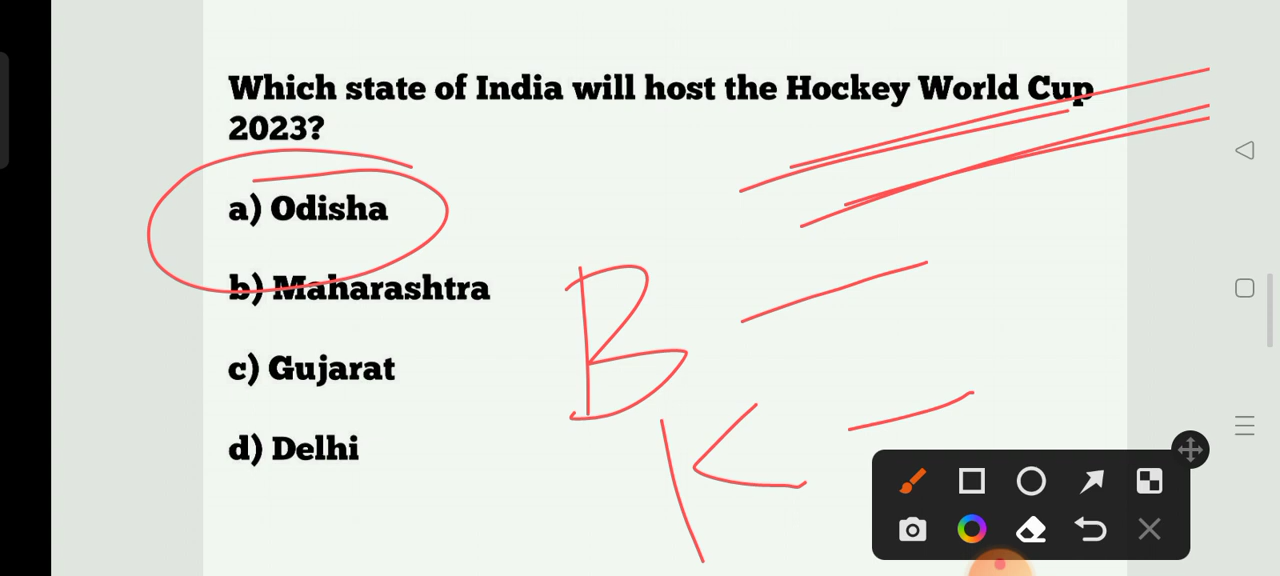 Which state of India will host the Hockey World Cup
2023?
a) Odisha
b) Maharashtra
c) Gujarat
d) Delhi
B
K